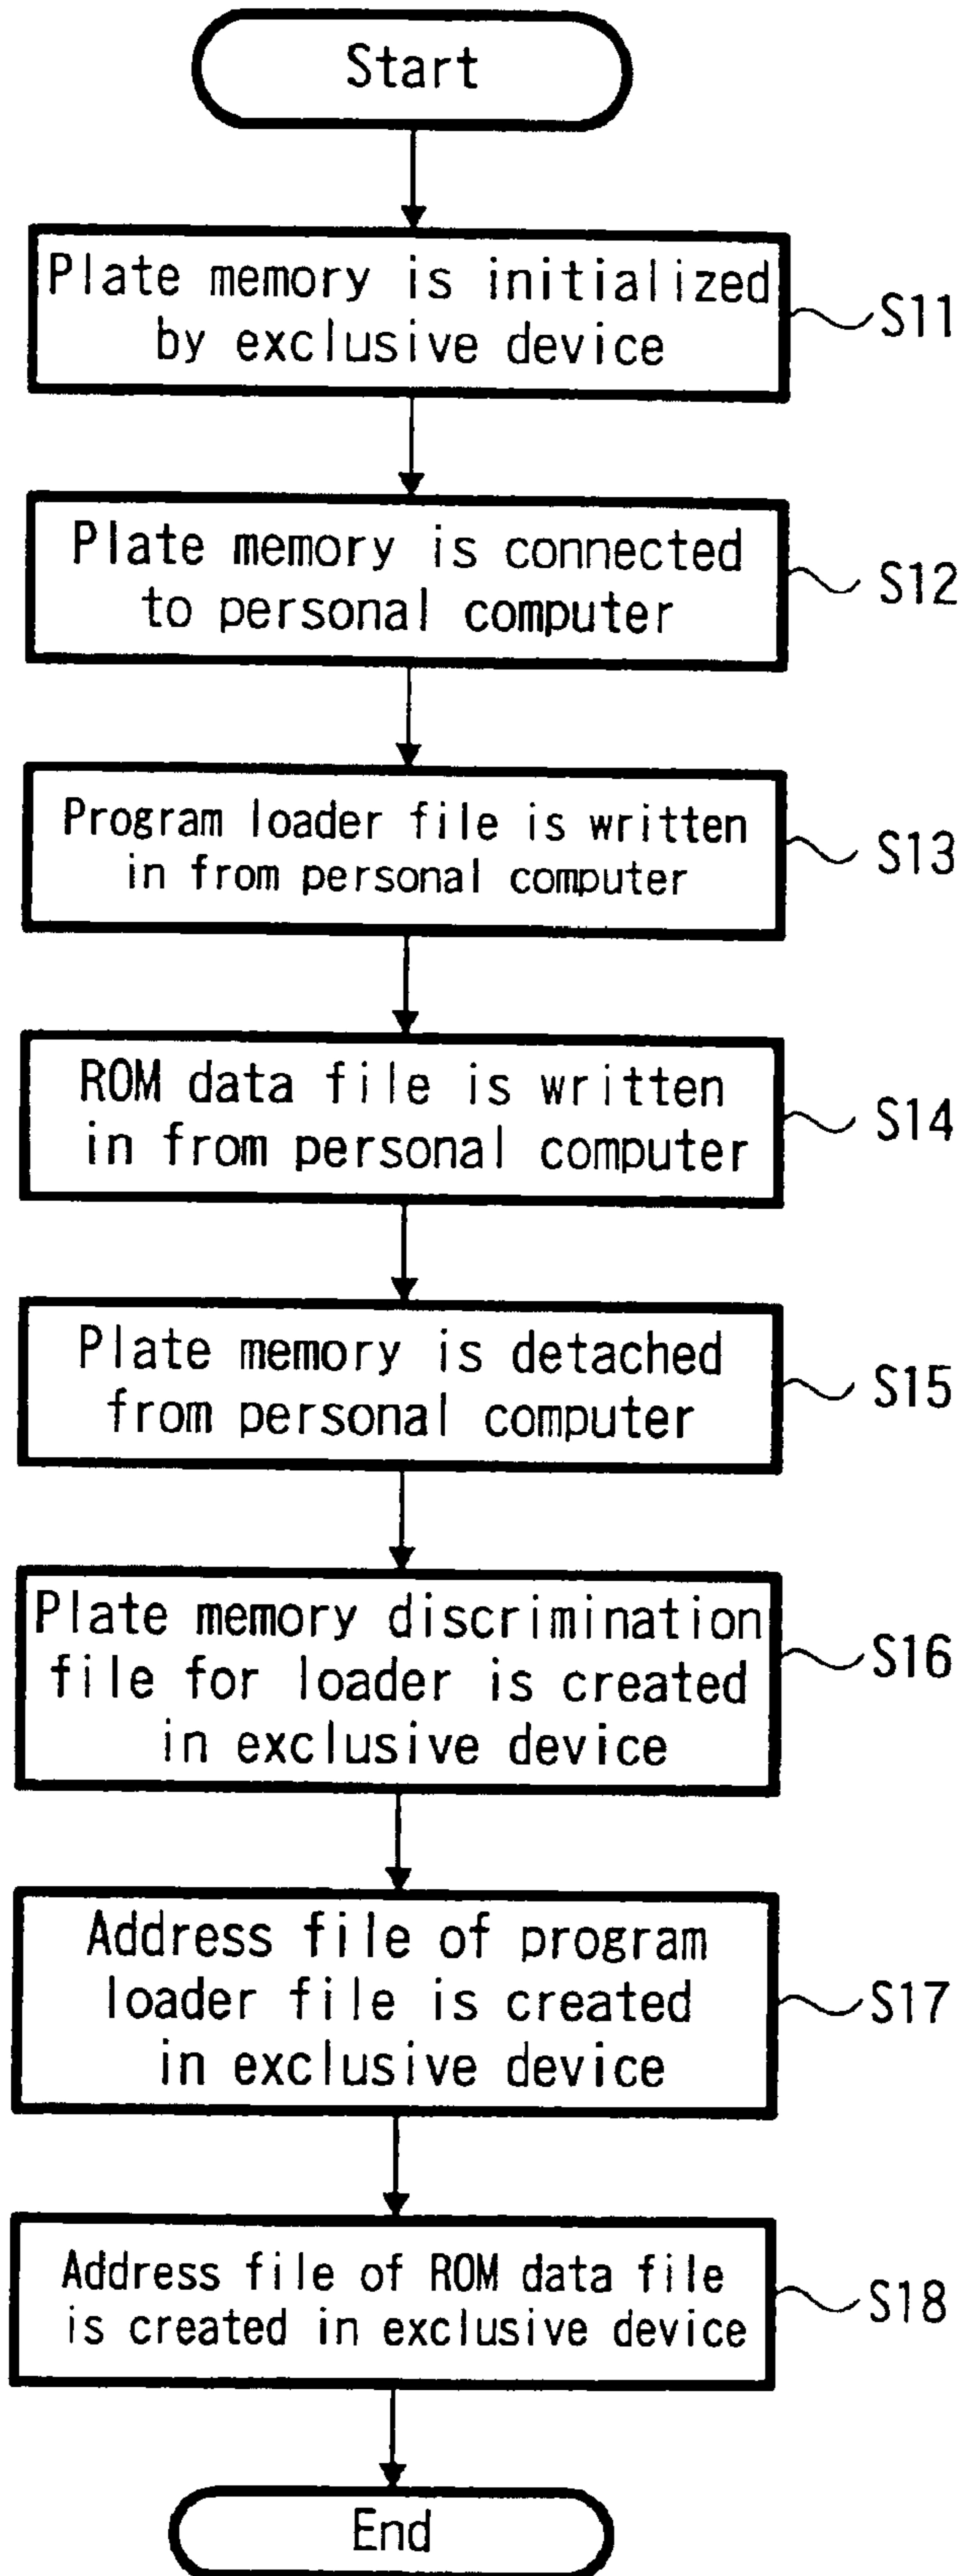 Start
Plate memory is initialized
by exclusive device
S11
Plate memory is connected
to personal computer
S12
Program loader file is written
in from personal computer
S13
ROM data file is written
in from personal computer
S14
Plate memory is detached
from personal computer
S15
Plate memory discrimination
file for loader is created
in exclusive device
S16
Address file of program
loader file is created
in exclusive device
S17
Address file of ROM data file
is created in exclusive device
S18
End